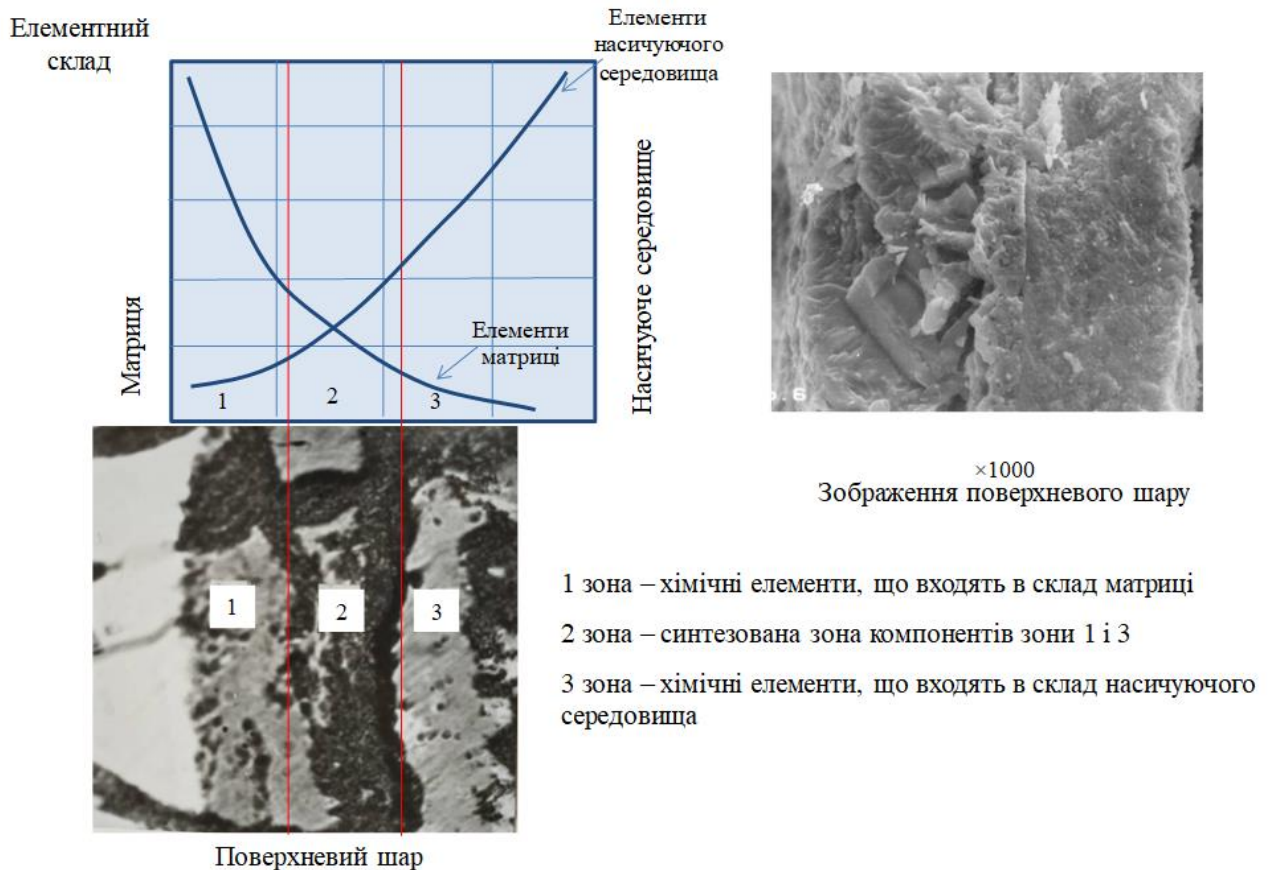 Елементний
склад
Елементи
насичуючого
середовища
Матриця
Насичуюче середовище
Елементи
матриці
1
2
3
1
2
3
Поверхневий шар
×1000
Зображення поверхневого шару
1 зона – хімічні елементи, що входять в склад матриці
2 зона – синтезована зона компонентів зони 1 і 3
3 зона – хімічні елементи, що входять в склад насичуючого
середовища